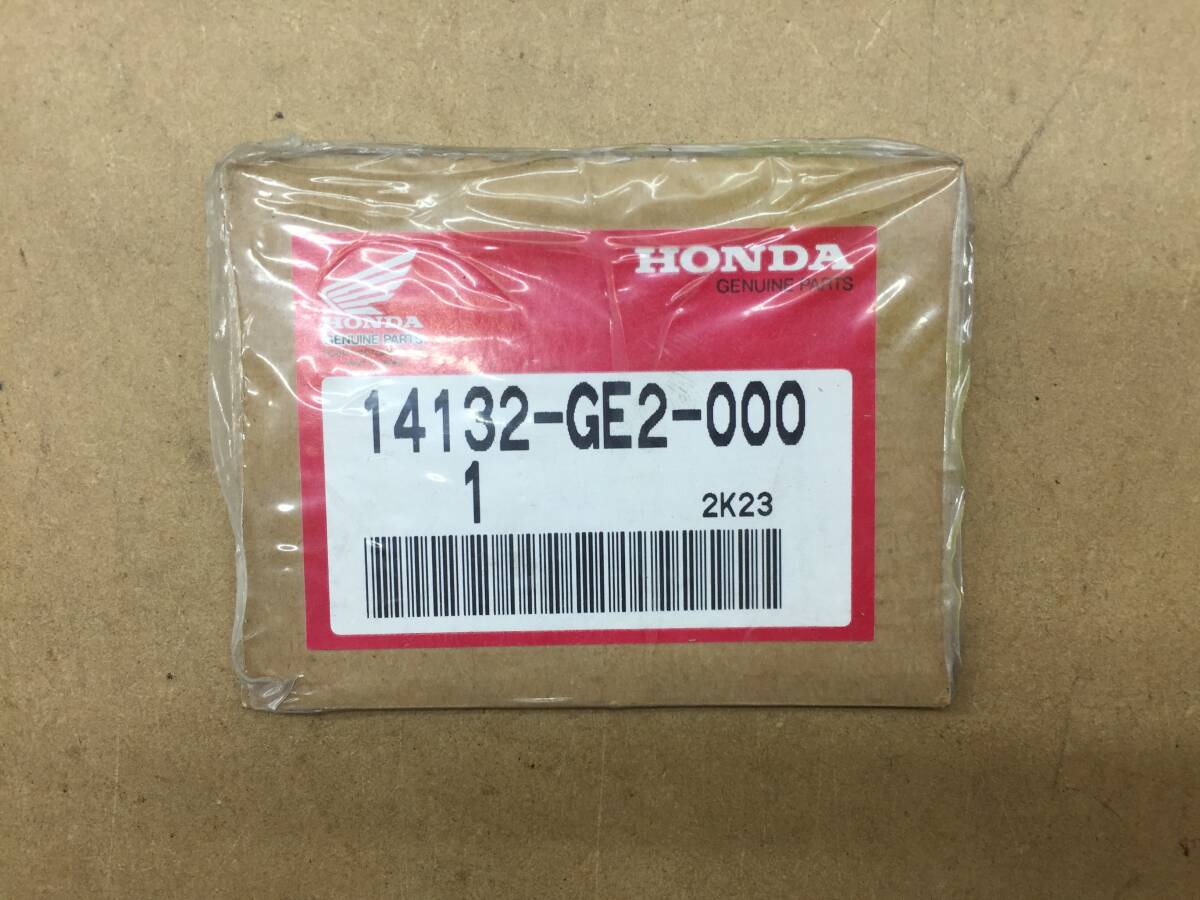 HONDA
GENUINE PARTS
HONDA
GENUINE PARTS
14132-GE2-000
1
2K23